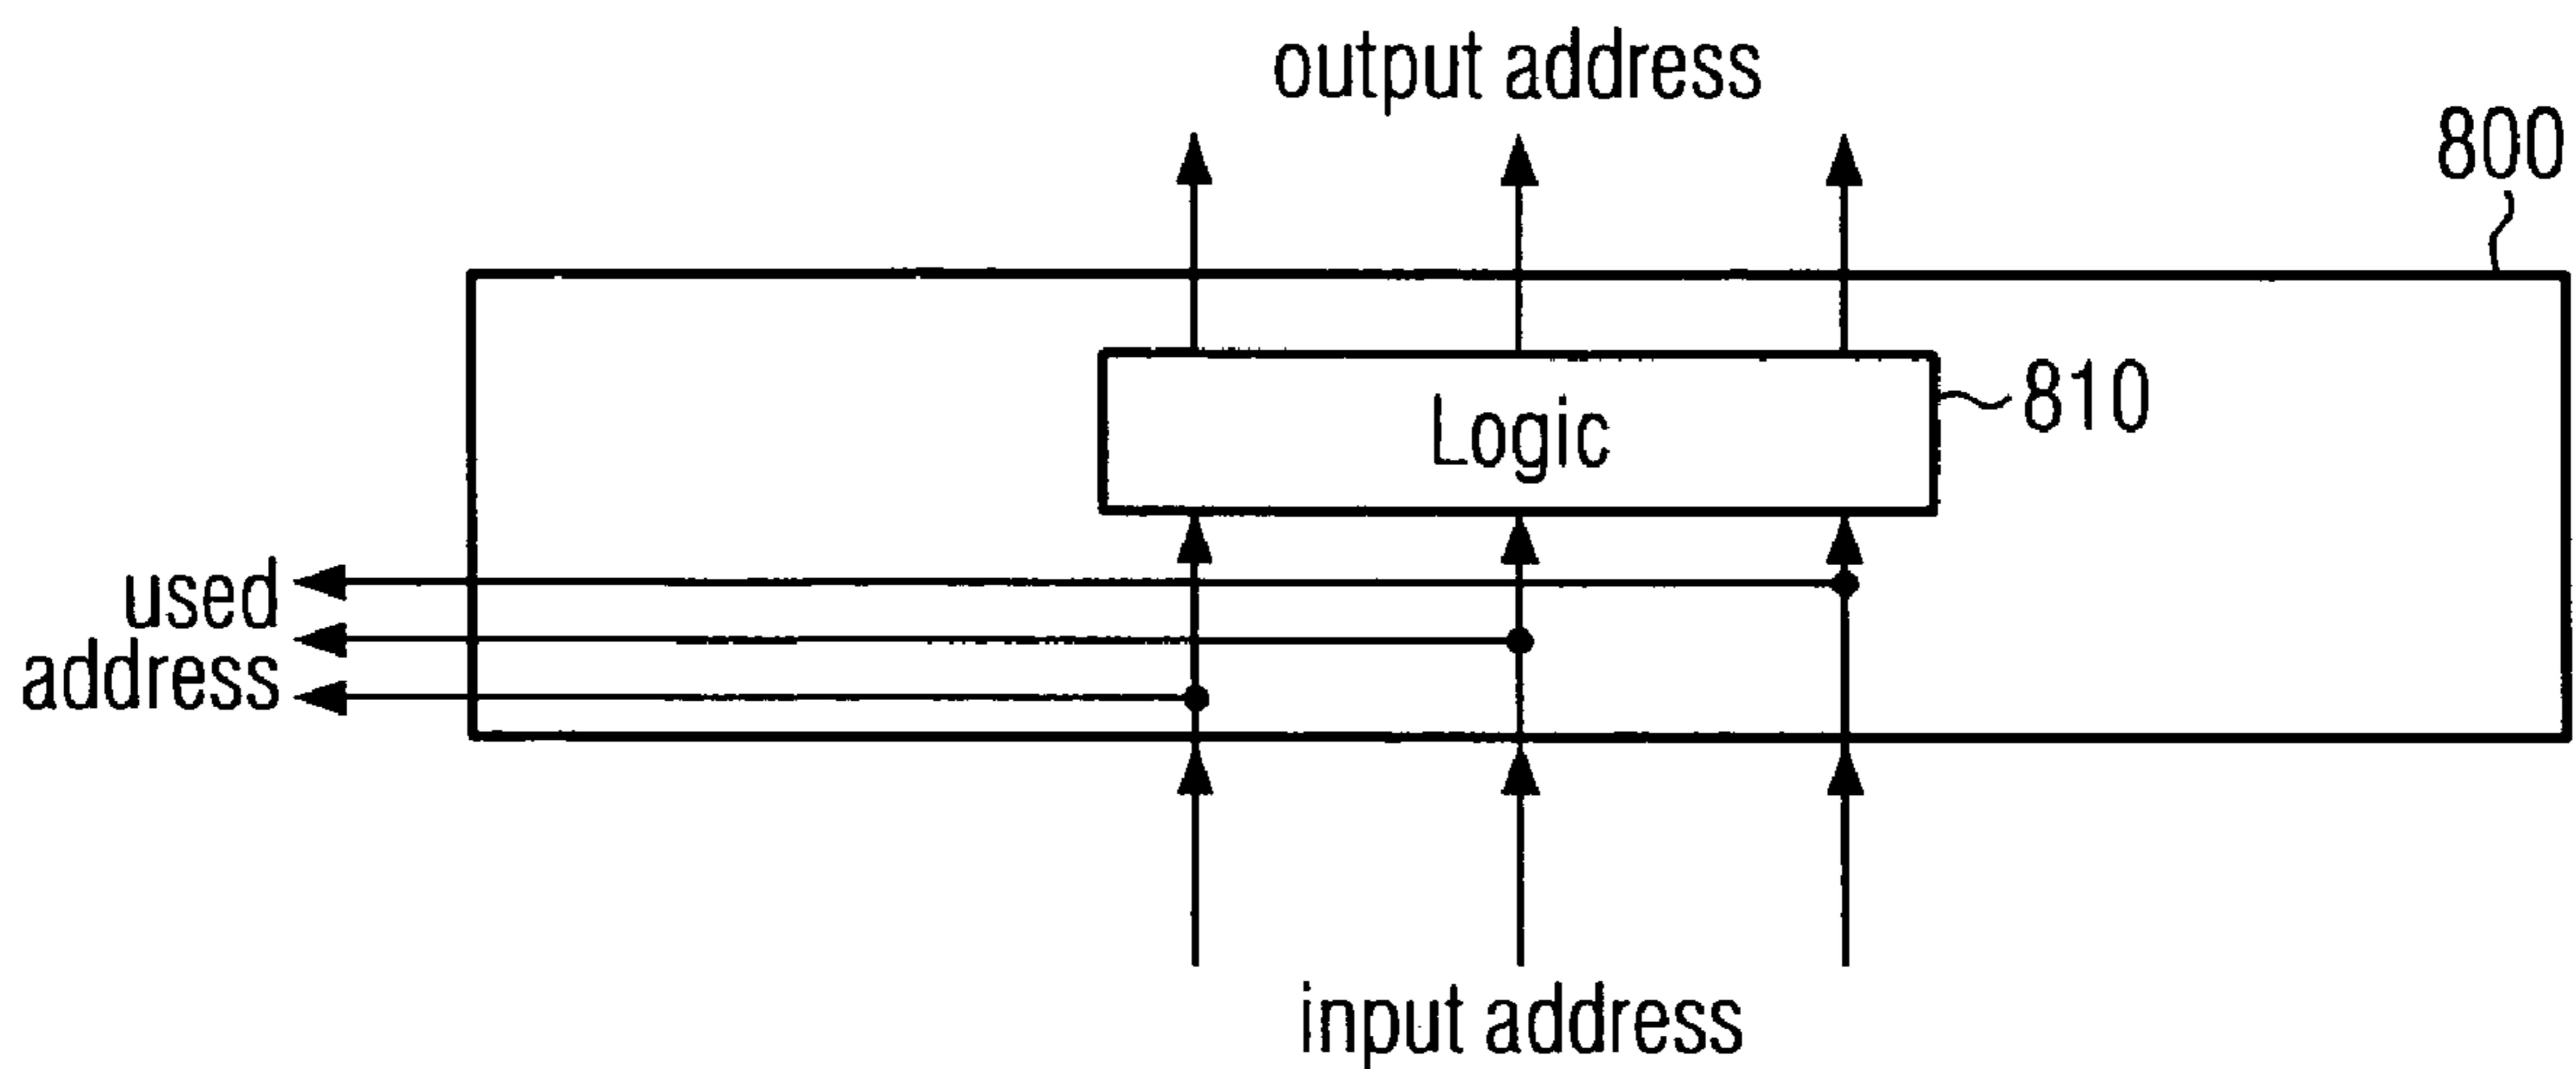 output address
800
Logic
810
used
address
input address